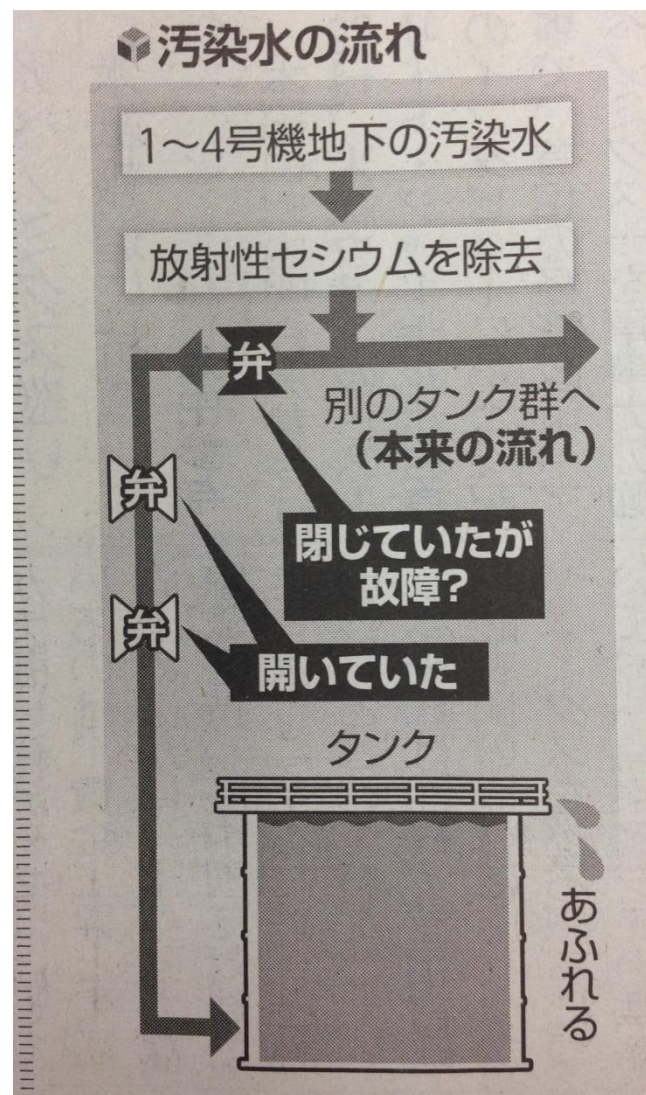 汚染水の流れ
1〜4号機地下の汚染水
放射性セシウムを除去
弁
別のタンク群へ
(本来の流れ)
弁
閉じていたが
故障?
弁
開いていた
タンク
あふれる